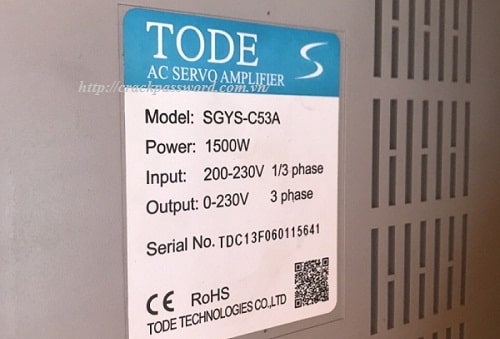 TODE
AC SERVO AMPLIFIER
http://crackpassword.com.vn/
Model: SGYS-C53A
Power: 1500W
Input: 200-230V 1/3 phase
Output: 0-230V 3 phase
Serial No. TDC13F060115641
CE RoHS
TODE TECHNOLOGIES CO.,LTD